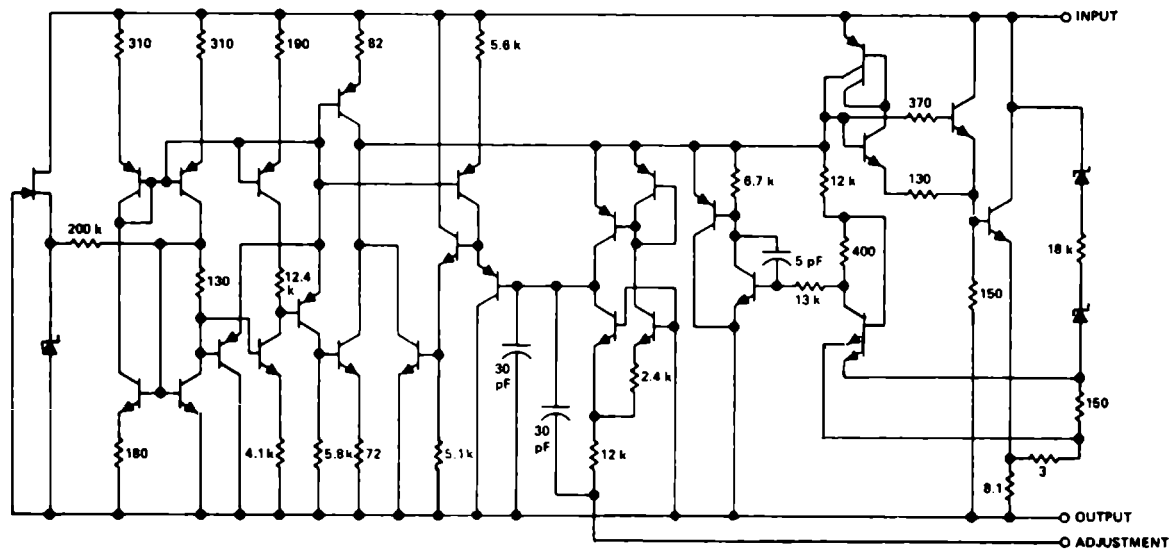 INPUT
310
310
190
82
5.6 k
370
130
6.7 k
12 k
200 k
5 pF
400
18 k
130
12.4
k
13 k
150
30
pF
2.4 k
30
pF
150
180
4.1 k
5.8 k
72
5.1 k
12 k
3
8.1
OUTPUT
ADJUSTMENT